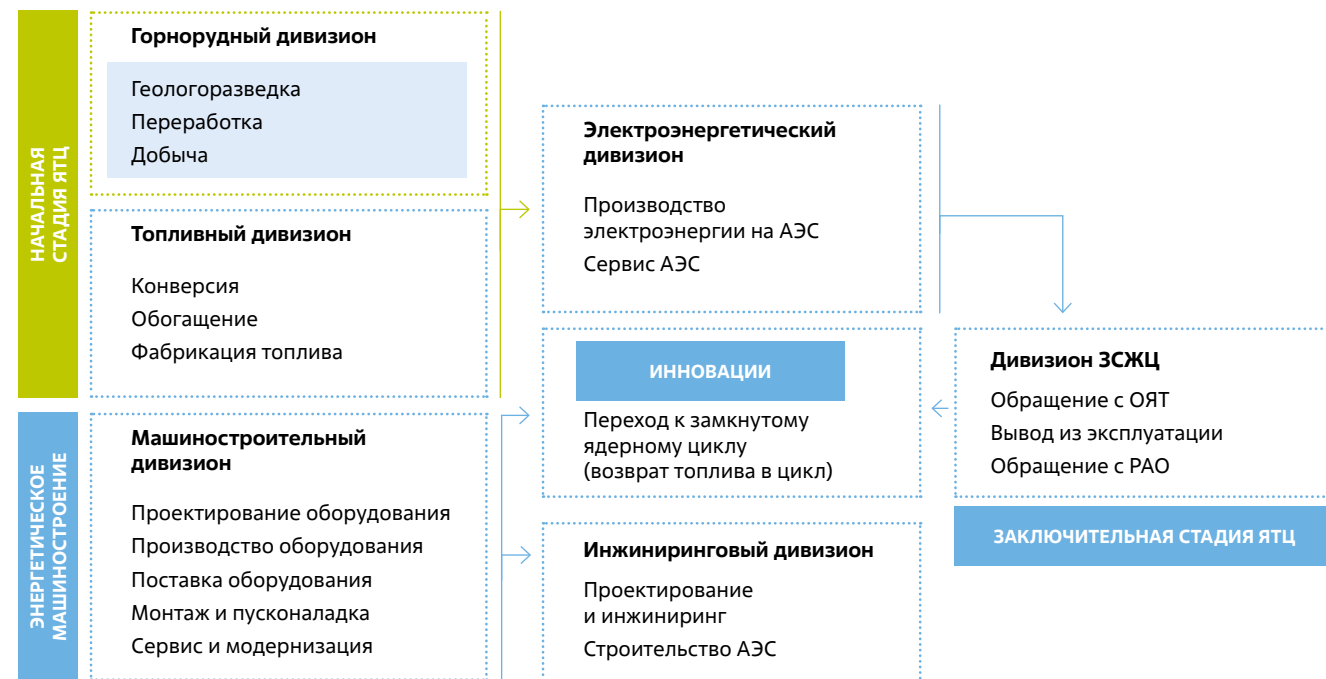 НАЧАЛЬНАЯ
СТАДИЯ ЯТЦ
Горнорудный дивизион
Геологоразведка
Переработка
Добыча
Топливный дивизион
Конверсия
Обогащение
Фабрикация топлива
ЭНЕРГЕТИЧЕСКОЕ
МАШИНОСТРОЕНИЕ
Машиностроительный
дивизион
Проектирование оборудования
Производство оборудования
Поставка оборудования
Монтаж и пусконаладка
Сервис и модернизация
Электроэнергетический
дивизион
Производство
электроэнергии на АЭС
Сервис АЭС
ИННОВАЦИИ
Переход к замкнутому
ядерному циклу
(возврат топлива в цикл)
Инжиниринговый дивизион
Проектирование
и инжиниринг
Строительство АЭС
Дивизион ЗСЖЦ
Обращение с ОЯТ
Вывод из эксплуатации
Обращение с РАО
ЗАКЛЮЧИТЕЛЬНАЯ СТАДИЯ ЯТЦ